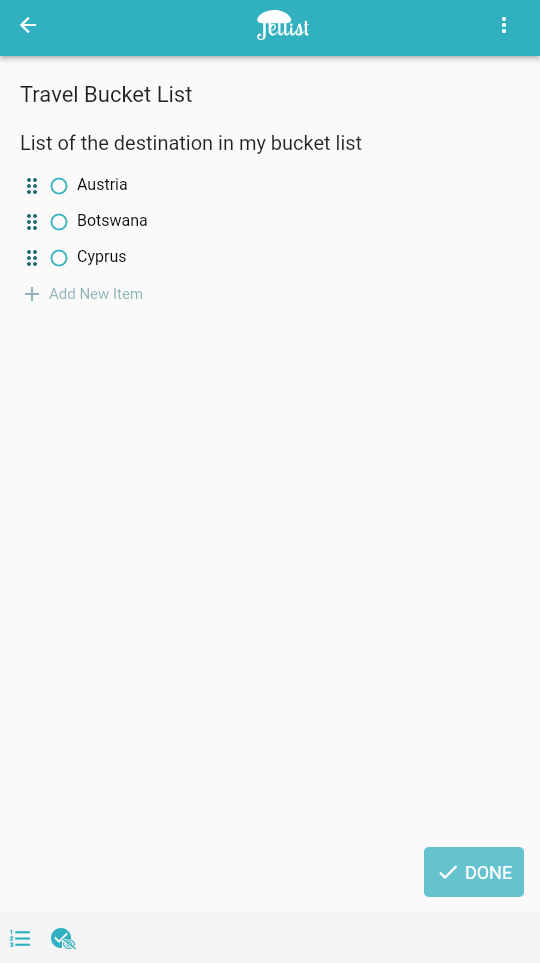 Jellist
Travel Bucket List
List of the destination in my bucket list
Austria
Botswana
Cyprus
Add New Item
DONE